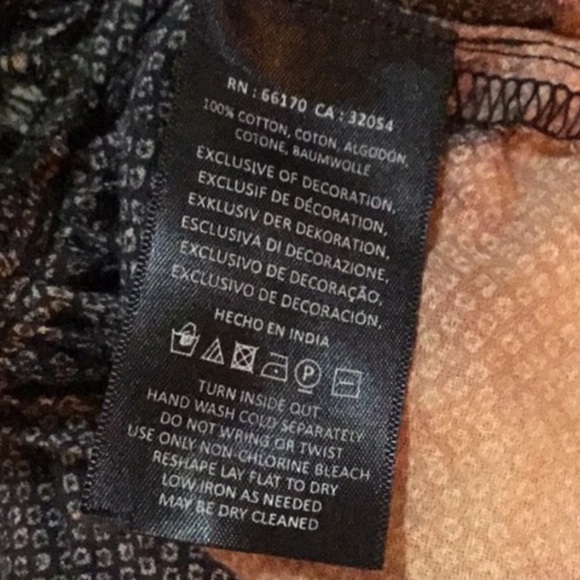 RN : 66170 CA : 32054
100% COTTON, COTON, ALGODÓN,
COTONE, BAUMWOLLE
EXCLUSIVE OF DECORATION,
EXCLUSIF DE DÉCORATION,
EXKLUSIV DER DEKORATION,
ESCLUSIVA DI DECORAZIONE,
EXCLUSIVO DE DECORAÇÃO,
EXCLUSIVO DE DECORACIÓN,
HECHO EN INDIA
P
TURN INSIDE OUT
HAND WASH COLD SEPARATELY
DO NOT WRING OR TWIST
USE ONLY NON-CHLORINE BLEACH
RESHAPE LAY FLAT TO DRY
LOW IRON AS NEEDED
MAY BE DRY CLEANED